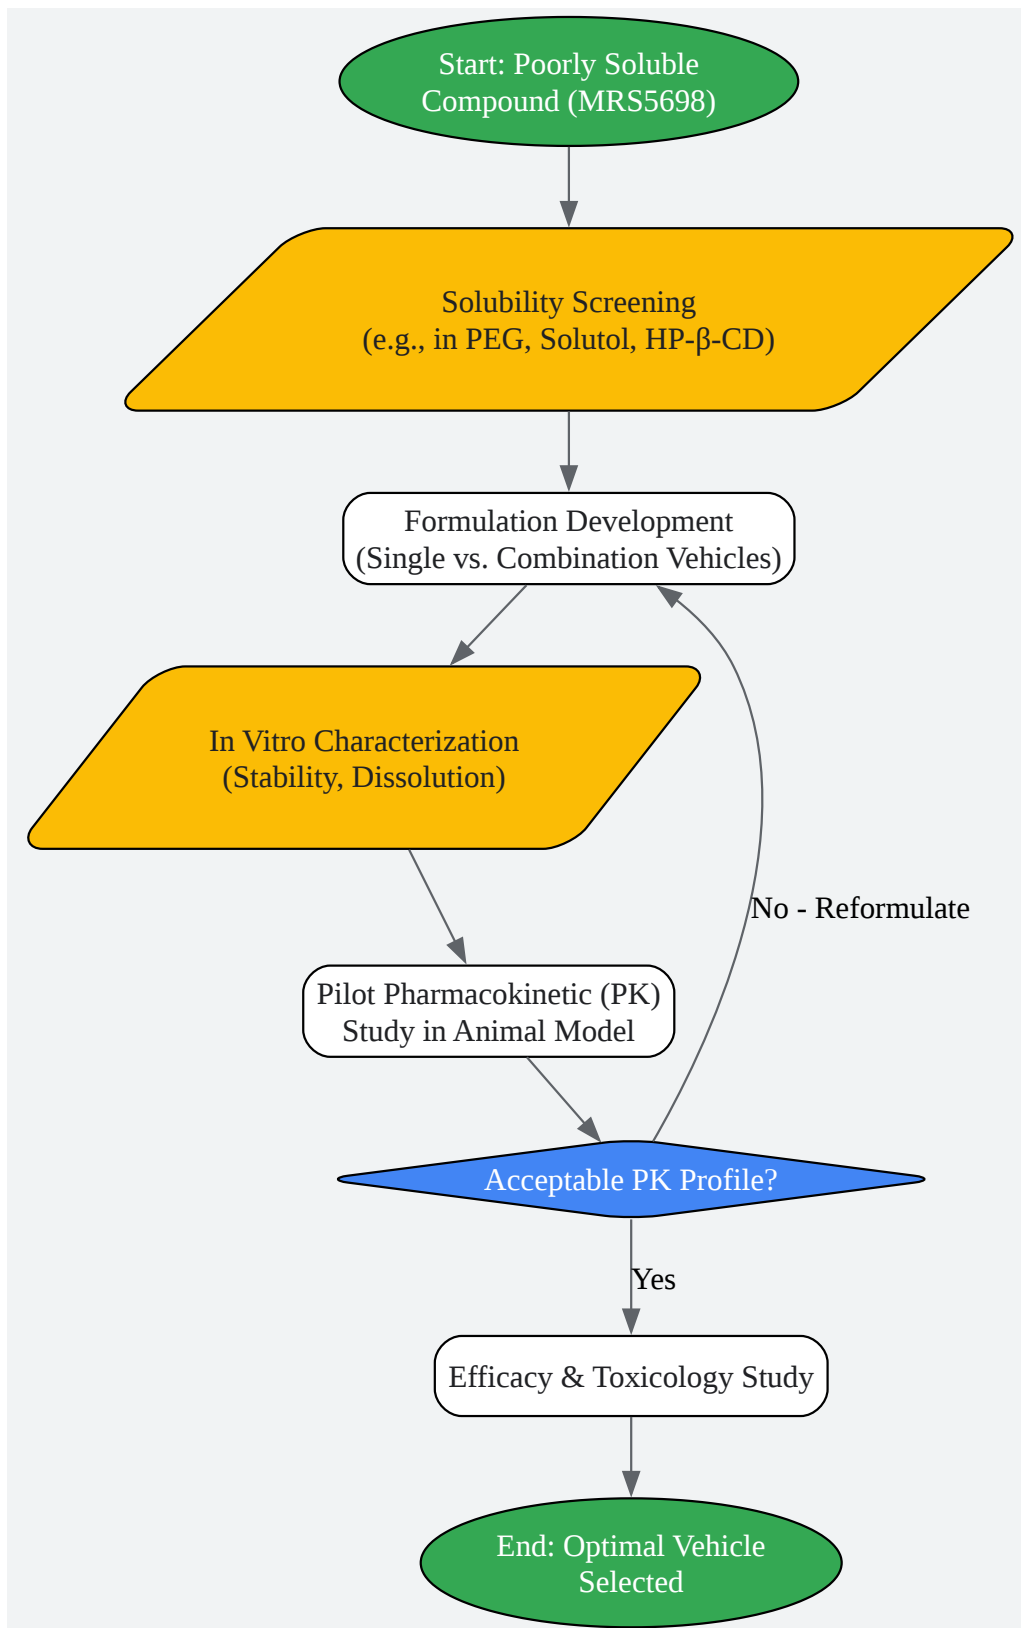 Start: Poorly Soluble
Compound (MRS5698)
Solubility Screening
(e.g., in PEG, Solutol, HP-β-CD)
Formulation Development
(Single vs. Combination Vehicles)
In Vitro Characterization
(Stability, Dissolution)
No - Reformulate
Pilot Pharmacokinetic (PK)
Study in Animal Model
Acceptable PK Profile?
Yes
Efficacy & Toxicology Study
End: Optimal Vehicle
Selected